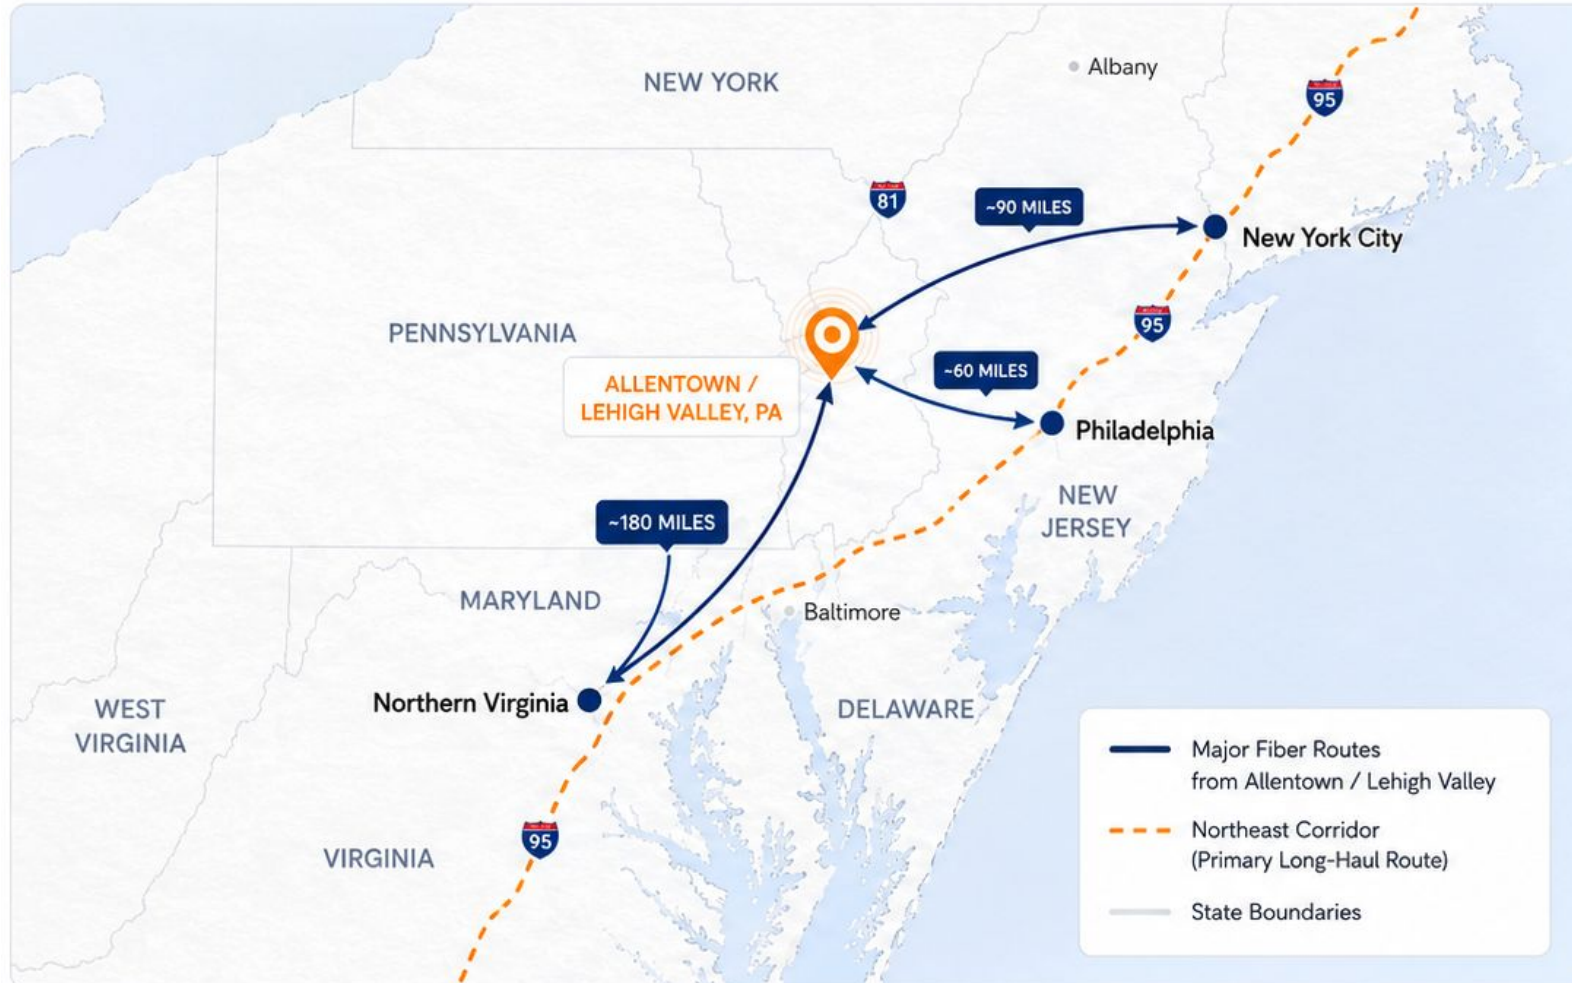 NEW YORK
Albany
95
81
~90 MILES
New York City
95
PENNSYLVANIA
~60 MILES
ALLENTOWN /
LEHIGH VALLEY, PA
Philadelphia
NEW
JERSEY
~180 MILES
MARYLAND
Baltimore
Northern Virginia
DELAWARE
WEST
VIRGINIA
95
VIRGINIA
Major Fiber Routes
from Allentown / Lehigh Valley
Northeast Corridor
(Primary Long-Haul Route)
State Boundaries